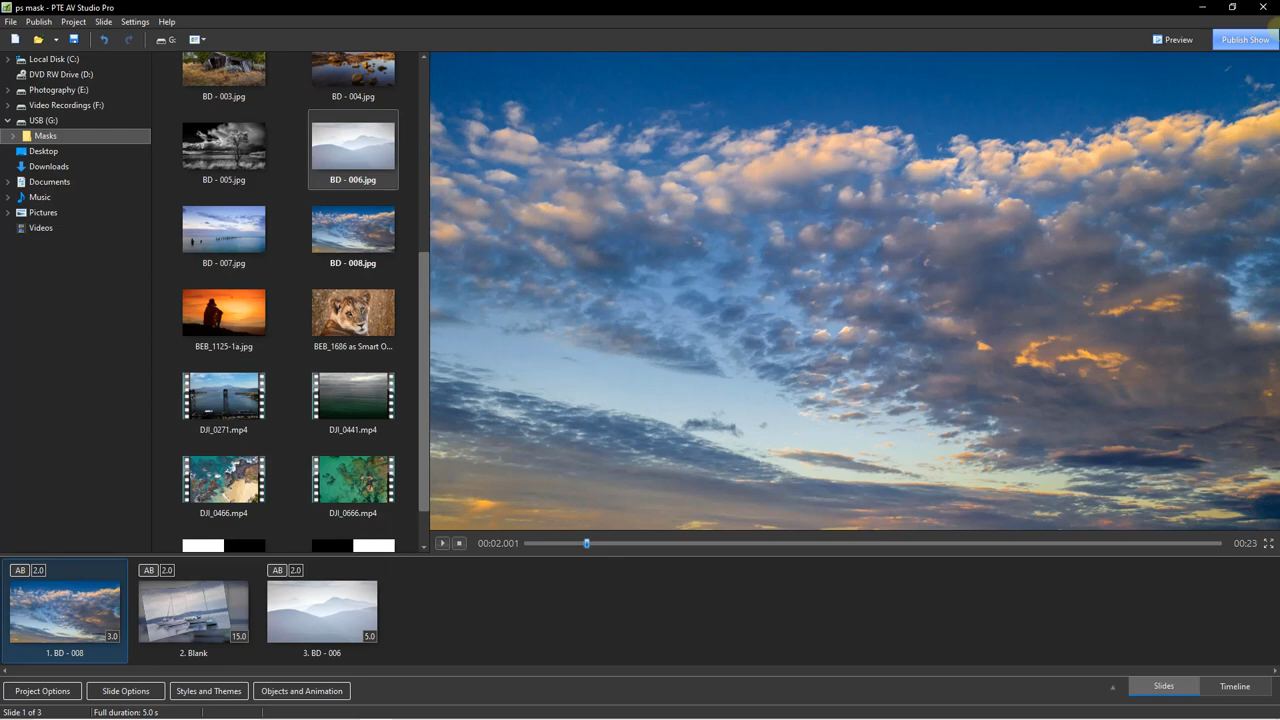 ps mask - PTE AV Studio Pro
File Publish Project Slide Settings Help
G: Preview Publish Show
Local Disk (C:)
DVD RW Drive (D:)
Photography (E:)
Video Recordings (F:)
USB (G:)
Masks
Desktop
Downloads
Documents
Music
Pictures
Videos
BD - 003.jpg BD - 004.jpg
BD - 005.jpg BD - 006.jpg
BD - 007.jpg BD - 008.jpg
BEB_1125-1a.jpg BEB_1686 as Smart O...
DJI_0271.mp4 DJI_0441.mp4
DJI_0466.mp4 DJI_0666.mp4
00:02.001 00:23
AB 2.0 AB 2.0 AB 2.0
3.0 15.0 5.0
1. BD - 008 2. Blank 3. BD - 006
Project Options Slide Options Styles and Themes Objects and Animation Slides Timeline
Slide 1 of 3 Full duration: 5.0 s